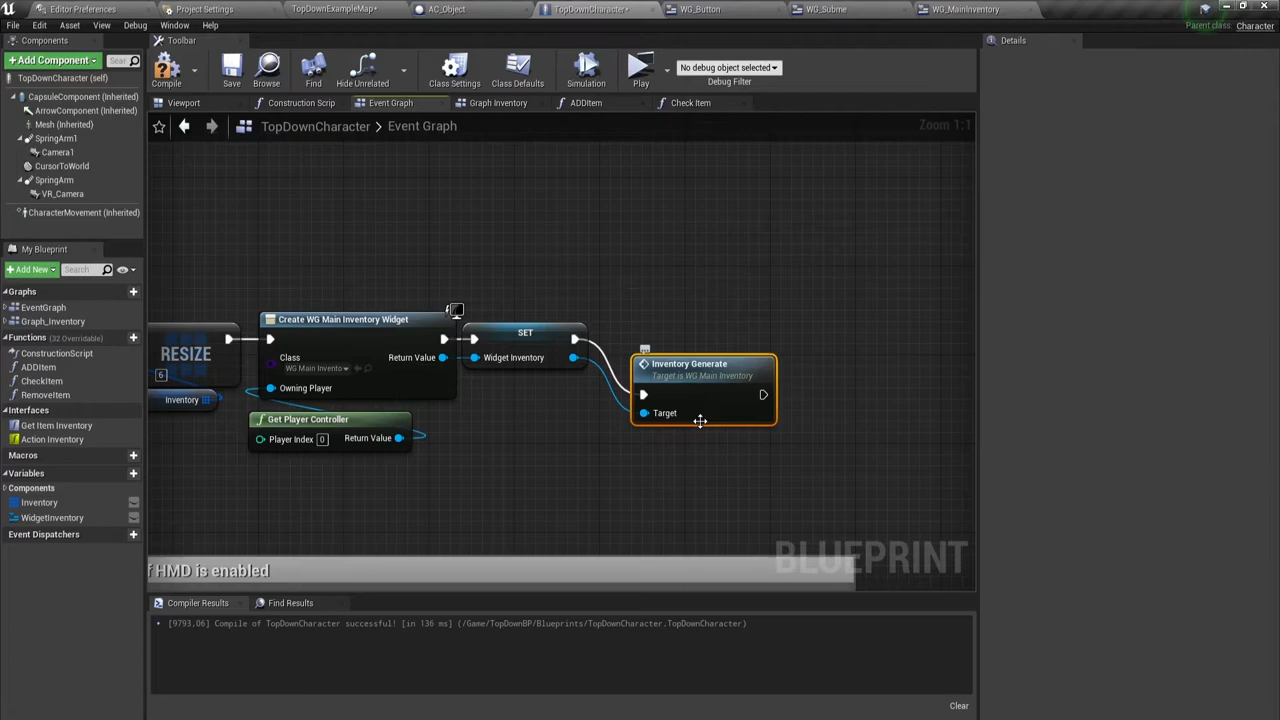 Editor Preferences
Project Settings
TopDownExampleMap*
AC_Object
TopDownCharacter*
WG_Button
WG_Subme
WG_MainInventory
File Edit Asset View Debug Window Help
Parent class: Character
Components
Toolbar
Details
+Add Component
Sear
Compile
Save
Browse
Find
Hide Unrelated
Class Settings
Class Defaults
Simulation
Play
No debug object selected
Debug Filter
TopDownCharacter (self)
CapsuleComponent (Inherited)
ArrowComponent (Inherited)
Mesh (Inherited)
SpringArm1
Camera1
CursorToWorld
SpringArm
VR_Camera
CharacterMovement (Inherited)
Viewport
Construction Scrip
Event Graph
Graph Inventory
ADDItem
Check Item
TopDownCharacter > Event Graph
Zoom 1:1
My Blueprint
+Add New
Search
Graphs
EventGraph
Graph_Inventory
Functions (32 Overridable)
ConstructionScript
ADDItem
CheckItem
RemoveItem
Interfaces
Get Item Inventory
Action Inventory
Macros
Variables
Components
Inventory
WidgetInventory
Event Dispatchers
RESIZE
6
Inventory
Create WG Main Inventory Widget
Class
WG Main Invento
Return Value
Owning Player
Get Player Controller
Player Index 0
Return Value
SET
Widget Inventory
Inventory Generate
Target is WG Main Inventory
Target
f HMD is enabled
BLUEPRINT
Compiler Results
Find Results
[9793,06] Compile of TopDownCharacter successful! [in 136 ms] (/Game/TopDownBP/Blueprints/TopDownCharacter.TopDownCharacter)
Clear